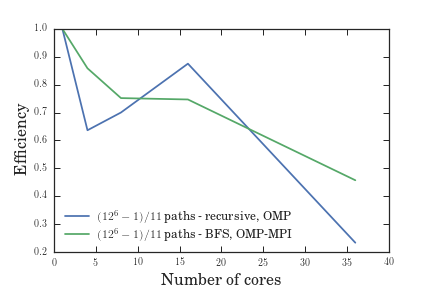 1.0
0.9
0.8
0.7
0.6
0.5
0.4
0.3
0.2
Efficiency
(12^6 − 1)/11 paths - recursive, OMP
(12^6 − 1)/11 paths - BFS, OMP-MPI
0 5 10 15 20 25 30 35 40
Number of cores